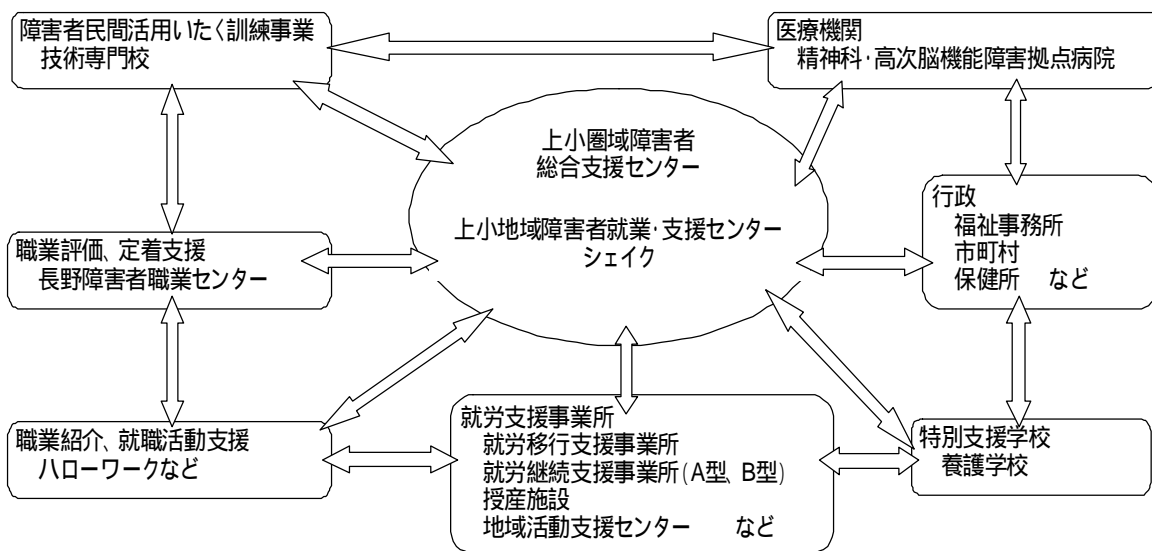 障害者民間活用いたく訓練事業
技術専門校
医療機関
精神科・高次脳機能障害拠点病院
上小圏域障害者
総合支援センター
上小地域障害者就業・支援センター
シェイク
行政
福祉事務所
市町村
保健所 など
職業評価、定着支援
長野障害者職業センター
職業紹介、就職活動支援
ハローワークなど
就労支援事業所
就労移行支援事業所
就労継続支援事業所(A型、B型)
授産施設
地域活動支援センター など
特別支援学校
養護学校